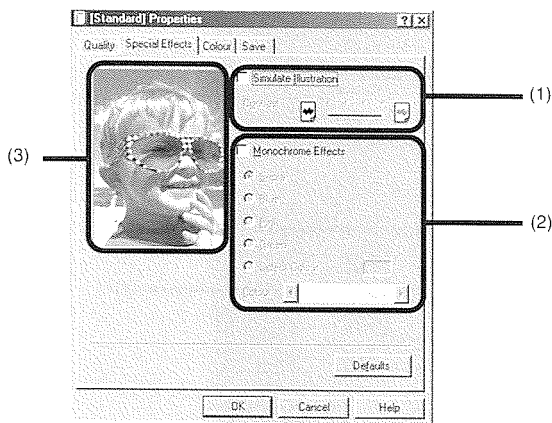 [Standard] Properties
Quality Special Effects Colour Save
Simulate Illustration
(1)
(3)
Monochrome Effects
(2)
Defaults
OK Cancel Help